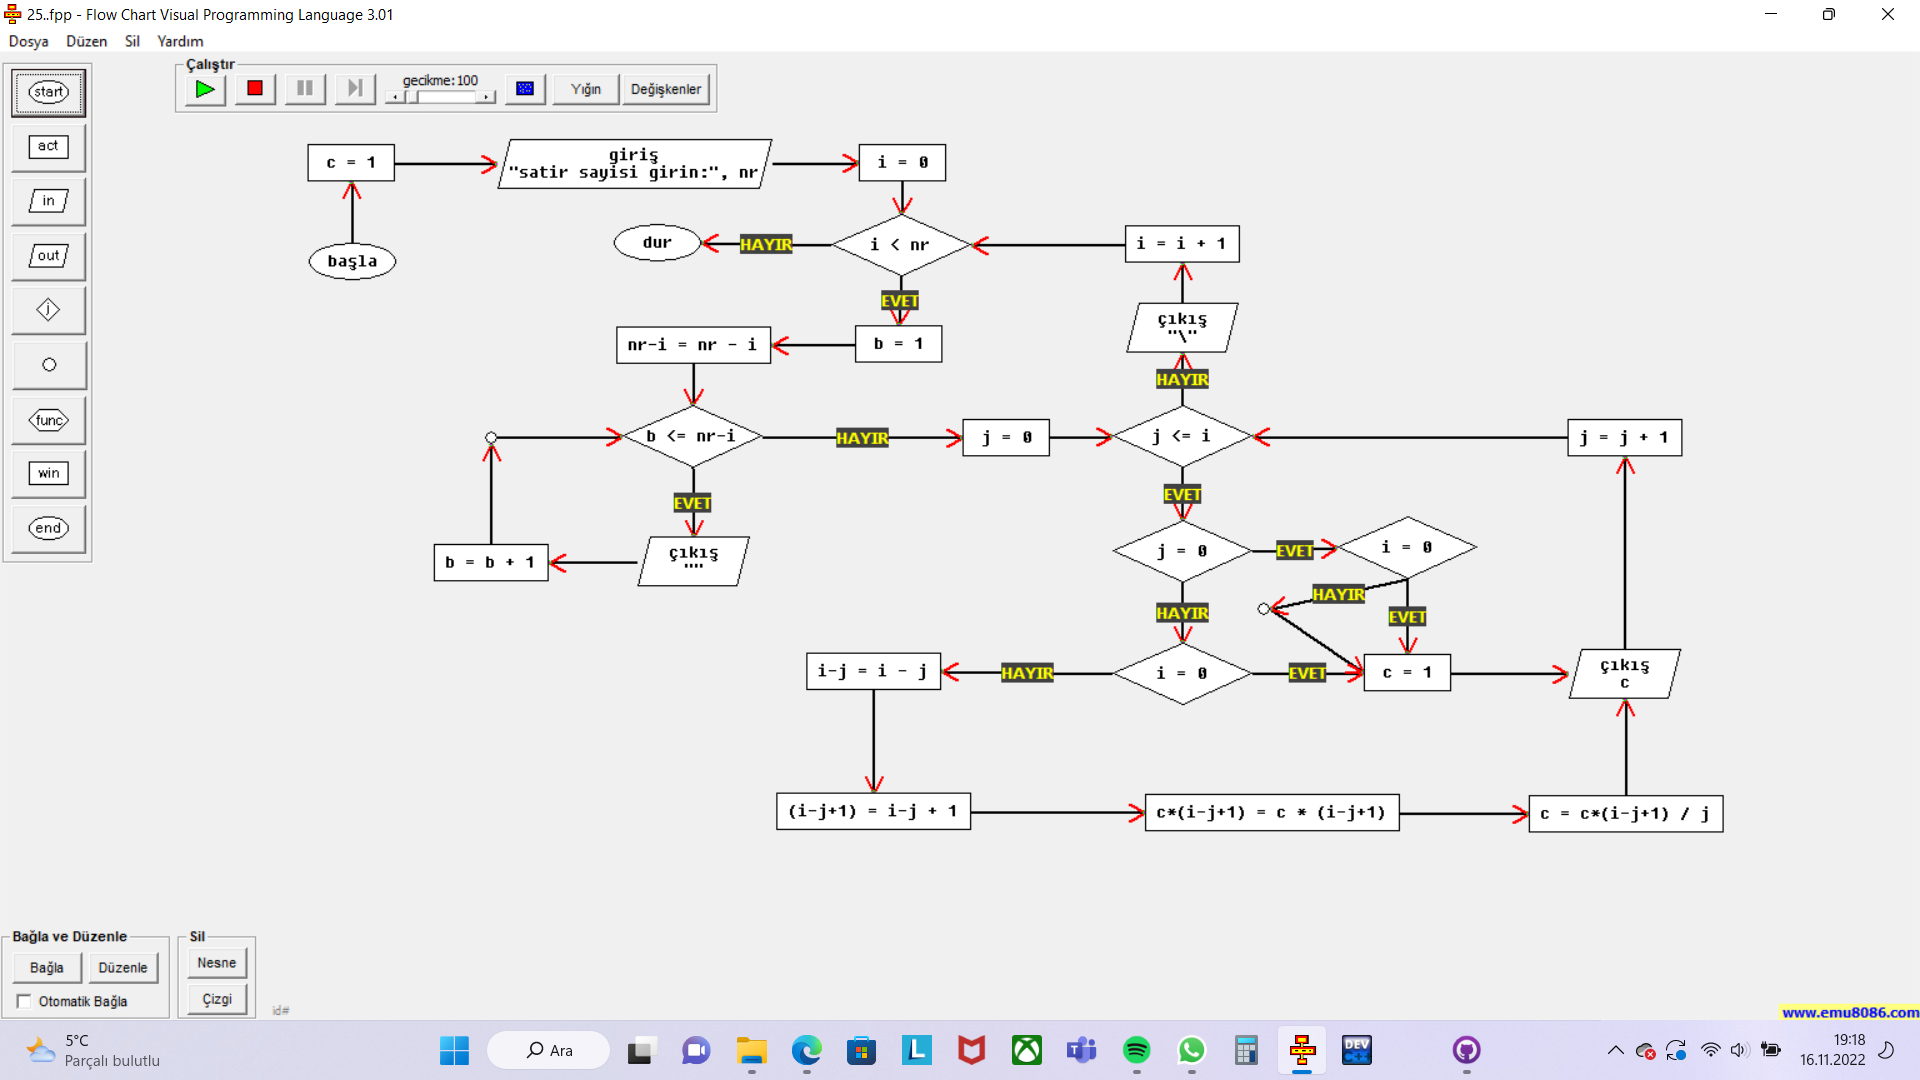 25..fpp - Flow Chart Visual Programming Language 3.01
Dosya Düzen Sil Yardım
Çalıştır
gecikme:100
Yığın
Değişkenler
start
act
in
out
j
func
win
end
c = 1
giriş
"satir sayisi girin:", nr
i = 0
başla
dur
HAYIR
i < nr
i = i + 1
EVET
çıkış
"\"
nr-i = nr - i
b = 1
HAYIR
b <= nr-i
HAYIR
j = 0
j <= i
j = j + 1
EVET
EVET
çıkış
""
b = b + 1
j = 0
EVET
i = 0
HAYIR
HAYIR
EVET
i-j = i - j
HAYIR
i = 0
EVET
c = 1
çıkış
c
(i-j+1) = i-j + 1
c*(i-j+1) = c * (i-j+1)
c = c*(i-j+1) / j
Bağla ve Düzenle
Bağla
Düzenle
Otomatik Bağla
Sil
Nesne
Çizgi
id#
www.emu8086.com
5°C
Parçalı bulutlu
Ara
L
DEV
C++
19:18
16.11.2022